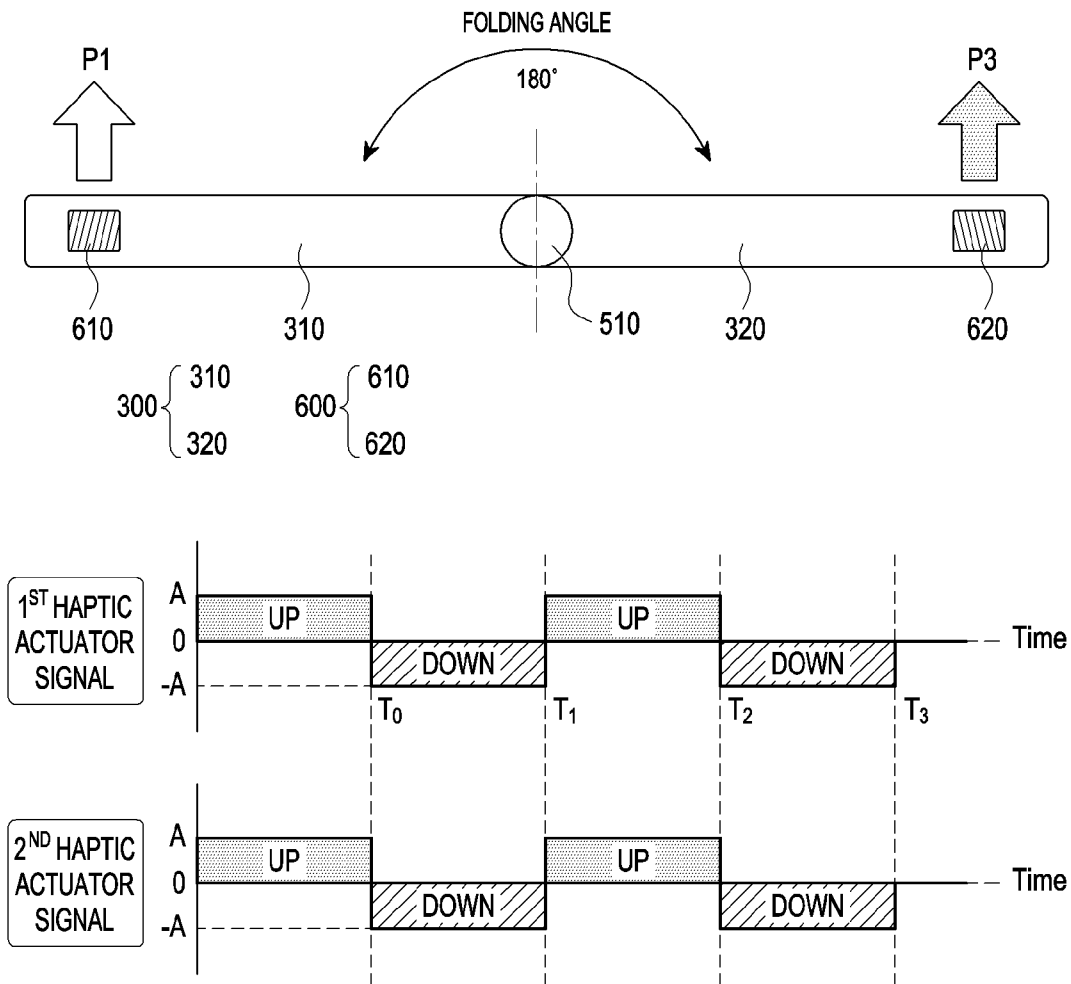 FOLDING ANGLE
180°
P1
P3
610
310
510
320
620
300 { 310
320
600 { 610
620
1ST HAPTIC
ACTUATOR
SIGNAL
A
0
-A
UP
DOWN
UP
DOWN
Time
T0
T1
T2
T3
2ND HAPTIC
ACTUATOR
SIGNAL
A
0
-A
UP
DOWN
UP
DOWN
Time